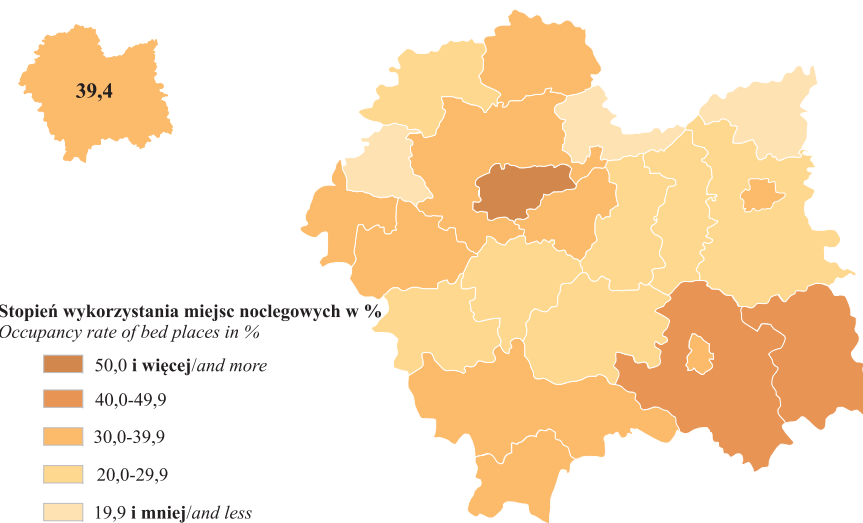 39,4
Stopień wykorzystania miejsc noclegowych w %
Occupancy rate of bed places in %
50,0 i więcej/and more
40,0-49,9
30,0-39,9
20,0-29,9
19,9 i mniej/and less